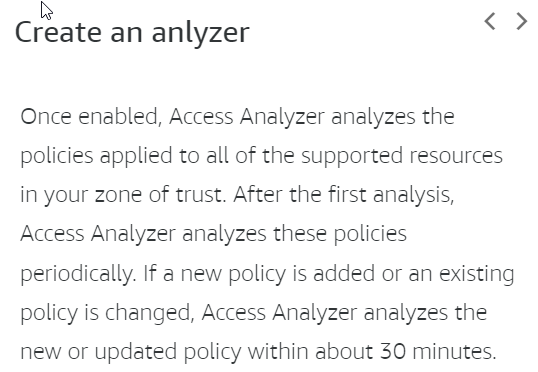 Create an anlyzer
Once enabled, Access Analyzer analyzes the
policies applied to all of the supported resources
in your zone of trust. After the first analysis,
Access Analyzer analyzes these policies
periodically. If a new policy is added or an existing
policy is changed, Access Analyzer analyzes the
new or updated policy within about 30 minutes.